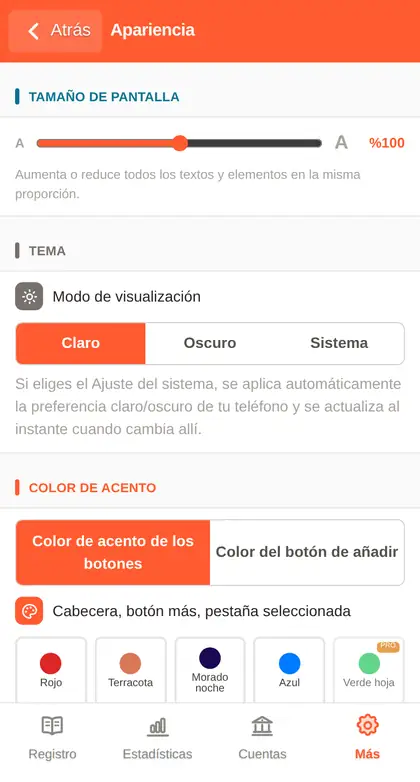 Atrás Apariencia
TAMAÑO DE PANTALLA
A A %100
Aumenta o reduce todos los textos y elementos en la misma
proporción.
TEMA
Modo de visualización
Claro Oscuro Sistema
Si eliges el Ajuste del sistema, se aplica automáticamente
la preferencia claro/oscuro de tu teléfono y se actualiza al
instante cuando cambia allí.
COLOR DE ACENTO
Color de acento de los
botones
Color del botón de añadir
Cabecera, botón más, pestaña seleccionada
PRO
Rojo Terracota Morado
noche Azul Verde hoja
Registro Estadísticas Cuentas Más